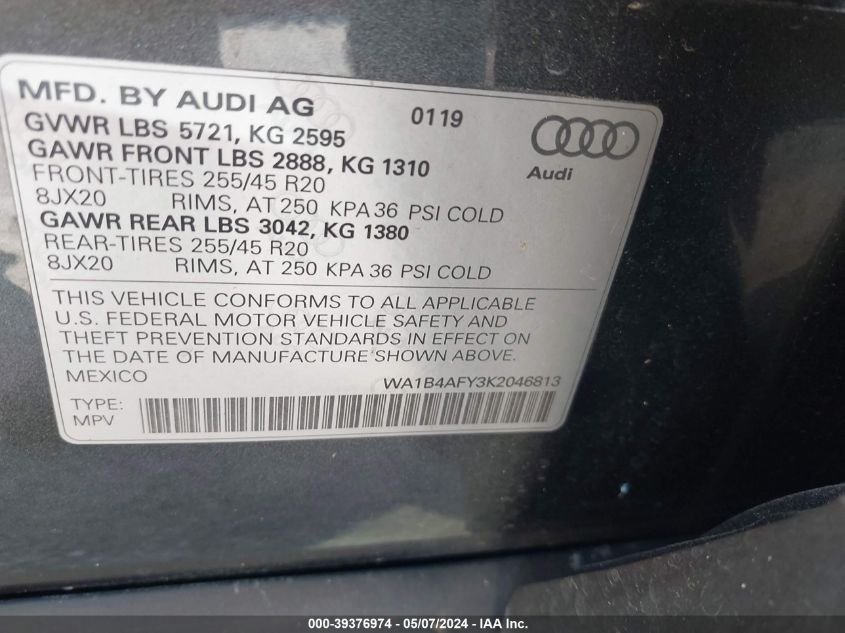 MFD. BY AUDI AG 0119
GVWR LBS 5721, KG 2595
GAWR FRONT LBS 2888, KG 1310
FRONT-TIRES 255/45 R20
8JX20 RIMS, AT 250 KPA 36 PSI COLD
GAWR REAR LBS 3042, KG 1380
REAR-TIRES 255/45 R20
8JX20 RIMS, AT 250 KPA 36 PSI COLD
Audi
THIS VEHICLE CONFORMS TO ALL APPLICABLE
U.S. FEDERAL MOTOR VEHICLE SAFETY AND
THEFT PREVENTION STANDARDS IN EFFECT ON
THE DATE OF MANUFACTURE SHOWN ABOVE.
MEXICO WA1B4AFY3K2046813
TYPE:
MPV
000-39376974 - 05/07/2024 - IAA Inc.